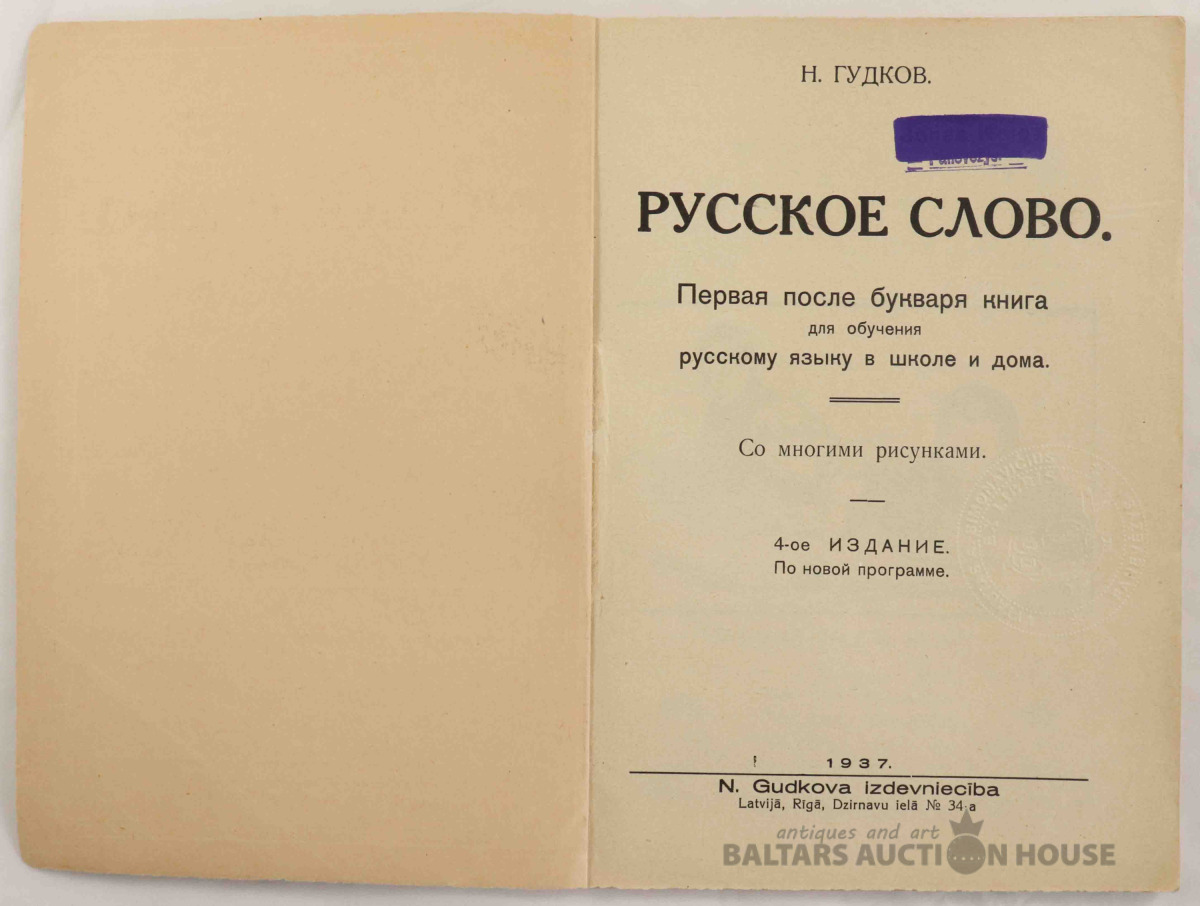 Н. ГУДКОВ.
РУССКОЕ СЛОВО.
Первая после букваря книга
для обучения
русскому языку в школе и дома.
Со многими рисунками.
4-ое ИЗДАНИЕ.
По новой программе.
1937.
N. Gudkova izdevniecība
Latvijā, Rīgā, Dzirnavu ielā № 34-a
antiques and art
BALTARS AUCTION HOUSE